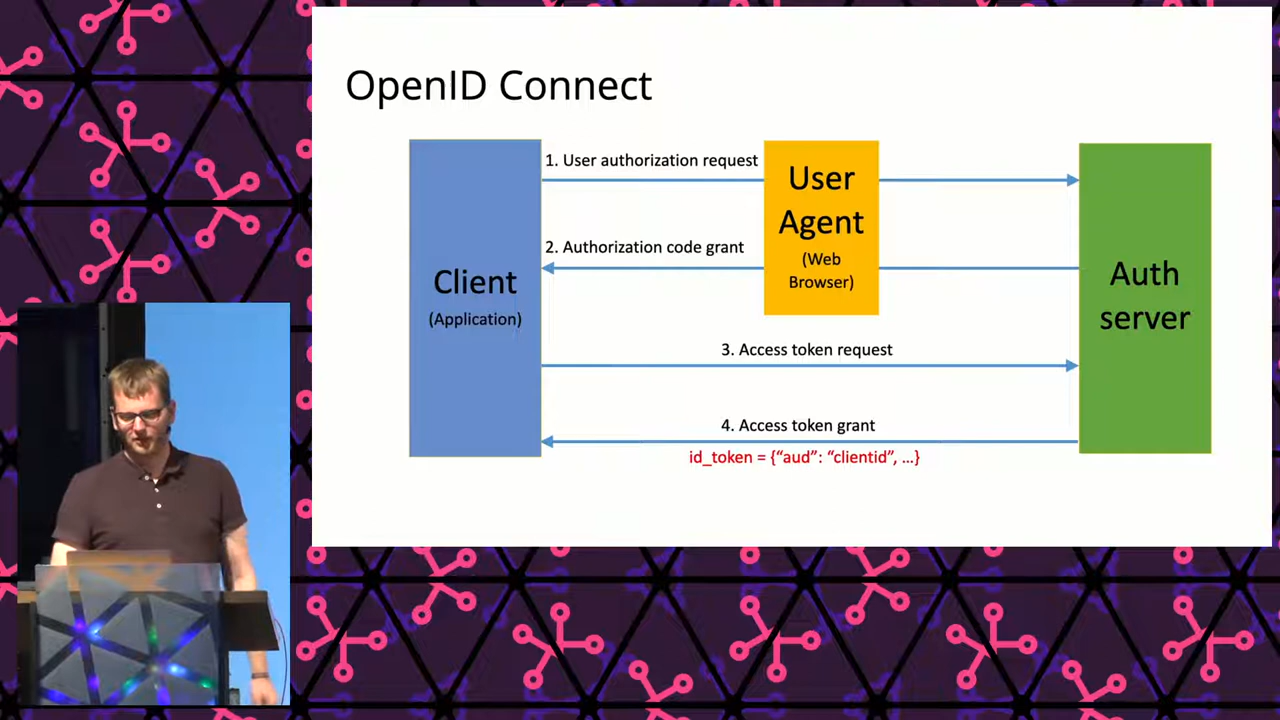 OpenID Connect
1. User authorization request
User
Agent
(Web
Browser)
2. Authorization code grant
Client
(Application)
Auth
server
3. Access token request
4. Access token grant
id_token = {“aud”: “clientid”, …}